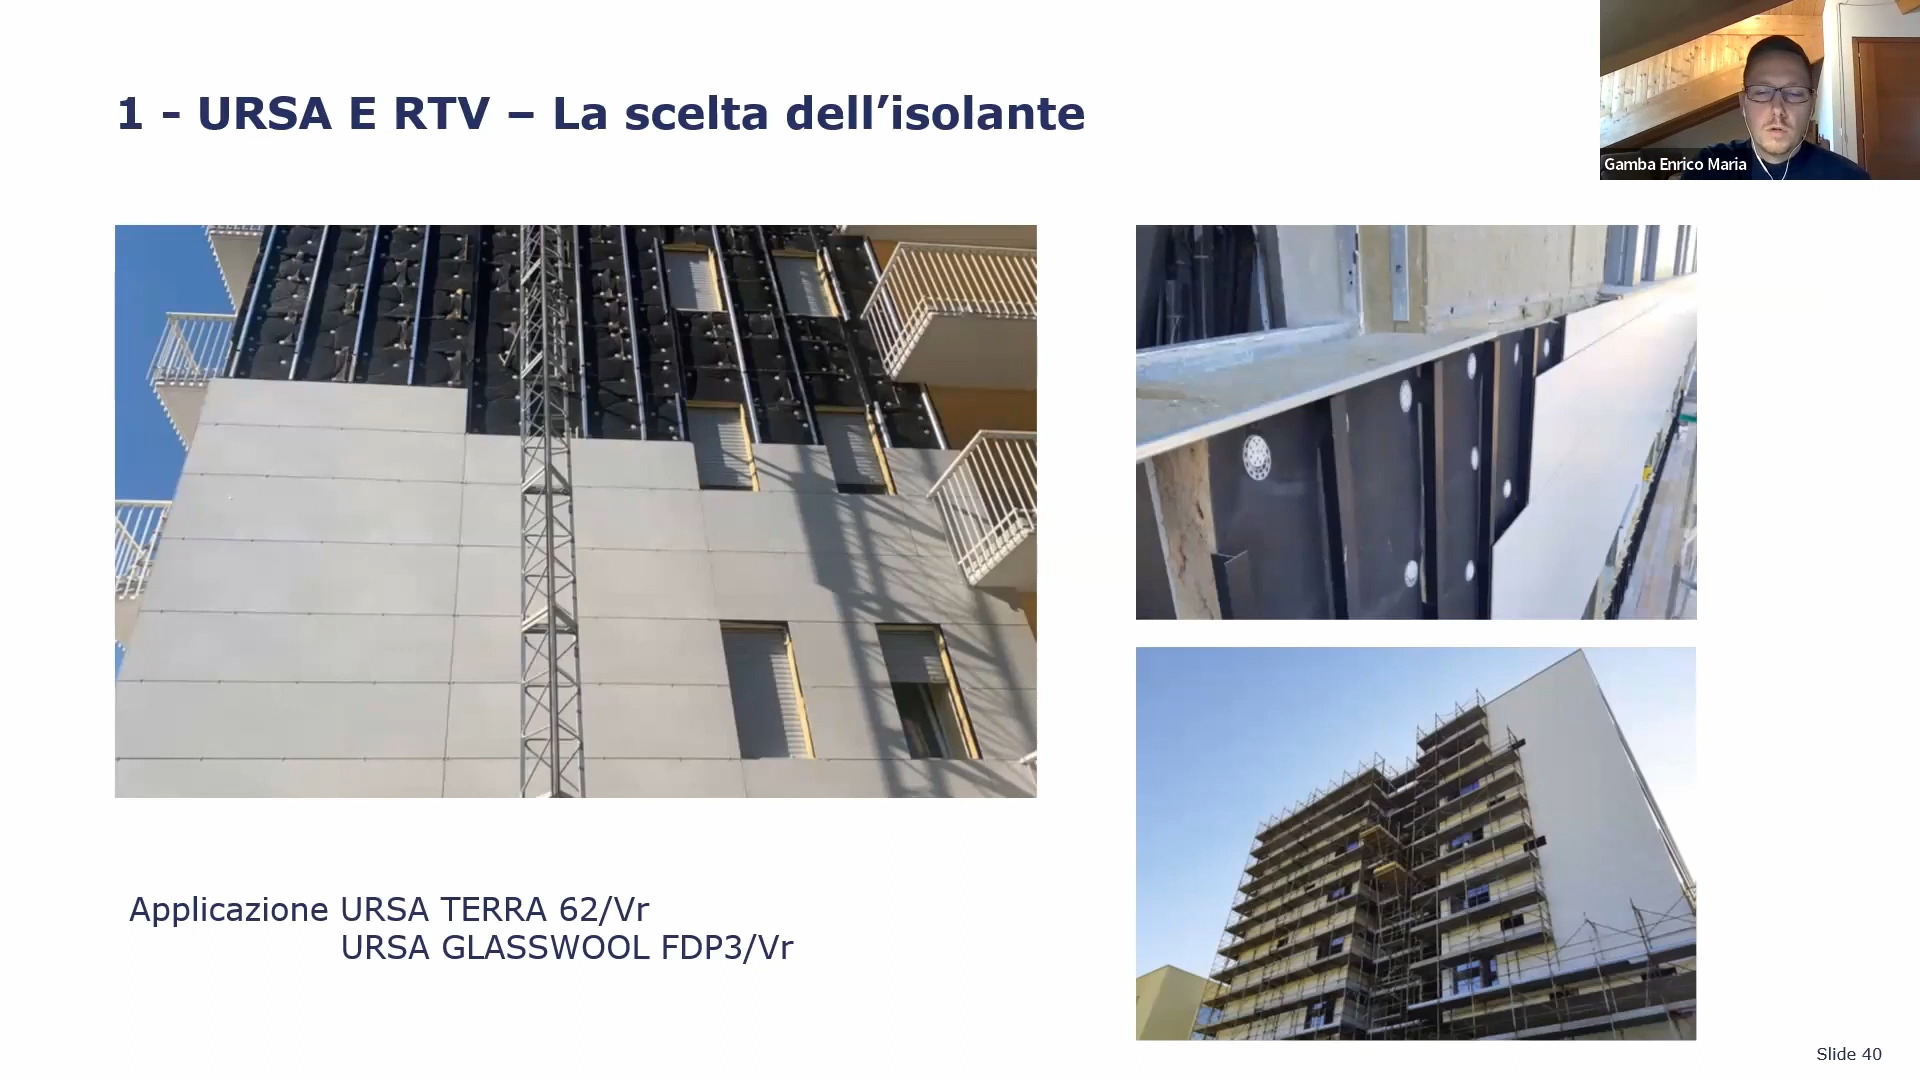 1 - URSA E RTV – La scelta dell’isolante
Gamba Enrico Maria
Applicazione URSA TERRA 62/Vr
URSA GLASSWOOL FDP3/Vr
Slide 40